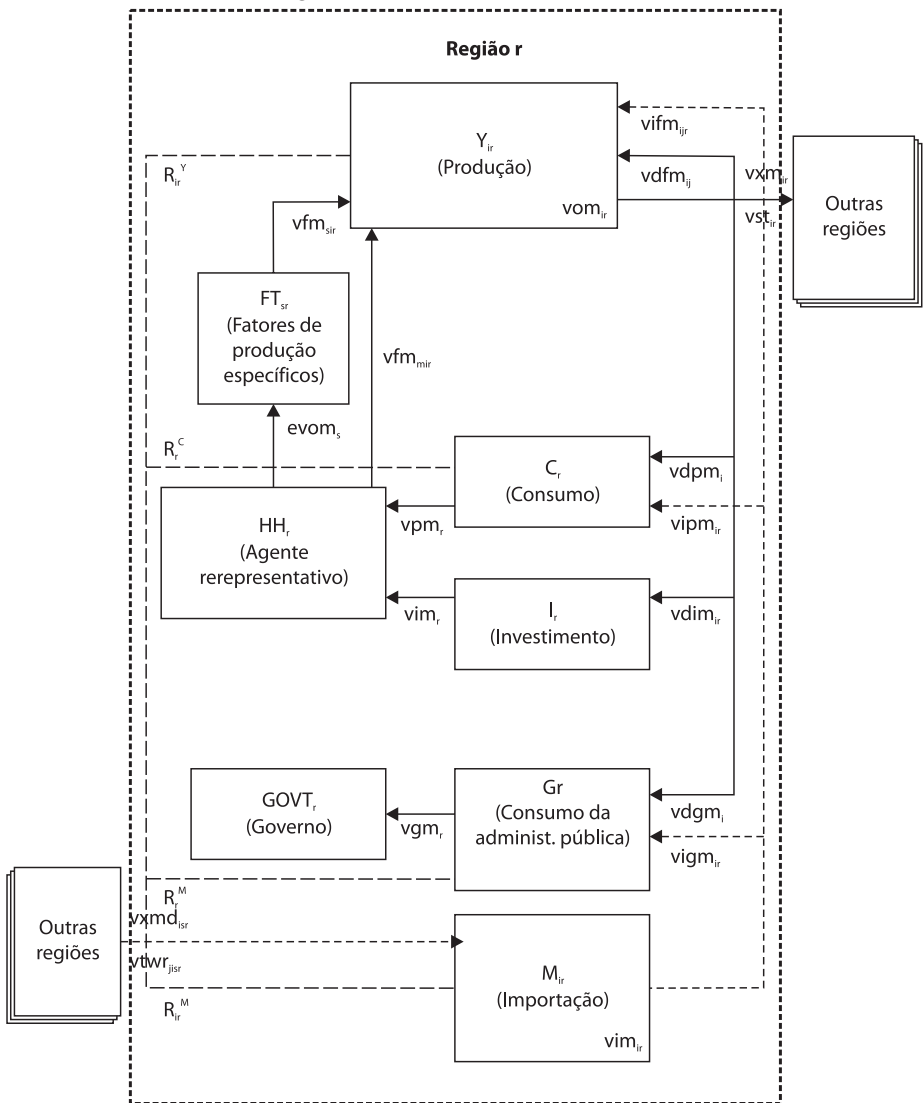 Região r
Y_ir
(Produção)
vom_ir
R_ir^Y
vfm_sir
vifm_ijr
vdfm_ij
vxm_ir
vst_ir
Outras
regiões
FT_sr
(Fatores de
produção
específicos)
vfm_mir
evom_s
R_r^C
C_r
(Consumo)
vdpm_i
vipm_ir
vpm_r
HH_r
(Agente
rerepresentativo)
vim_r
I_r
(Investimento)
vdim_ir
GOVT_r
(Governo)
vgm_r
Gr
(Consumo da
administ. pública)
vdgm_i
vigm_ir
R_r^M
Outras
regiões
vxmd_isr
vtwr_jisr
M_ir
(Importação)
vim_ir
R_ir^M